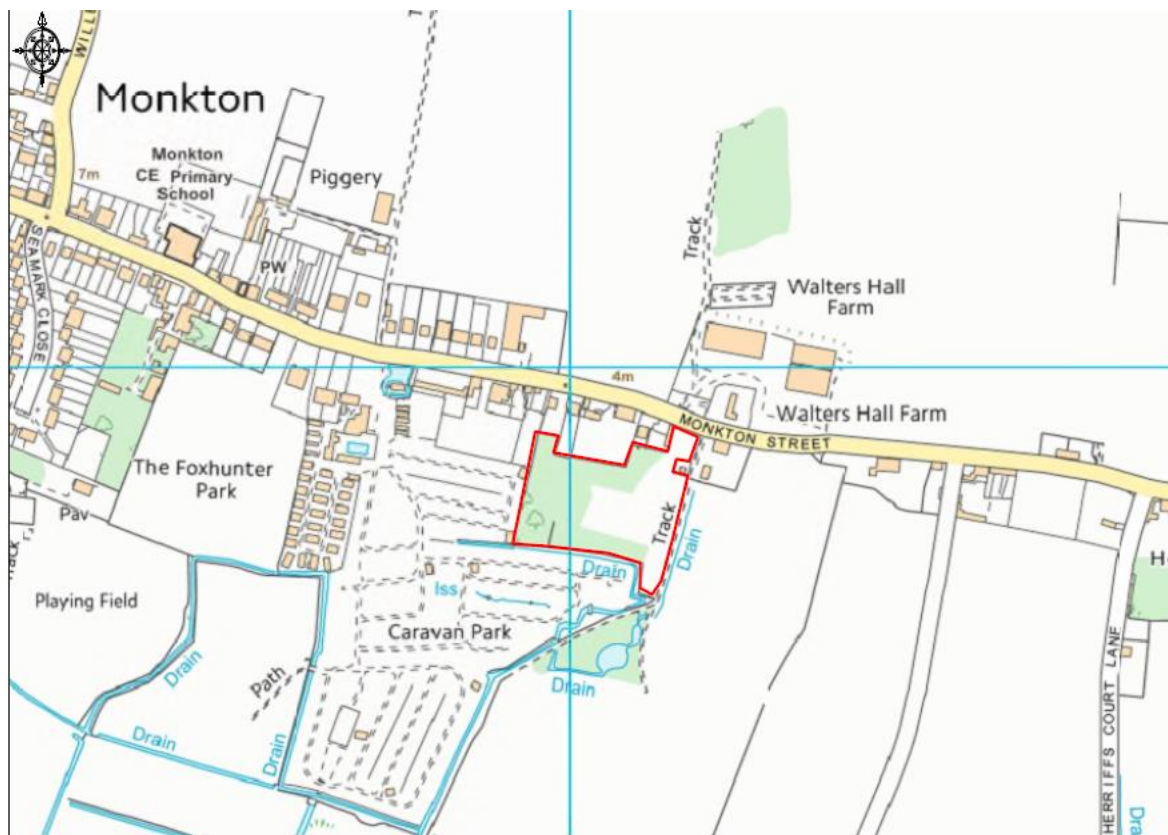 WILL
Monkton
Monkton
CE Primary
School
7m
Piggery
PW
SEAMARK CLOSE
Track
Walters Hall
Farm
4m
Walters Hall Farm
MONKTON STREET
The Foxhunter
Park
Pav
Track
Drain
Drain
Iss
Playing Field
Caravan Park
Drain
Drain
Path
Drain
Drain
HERRIFFS COURT LANE